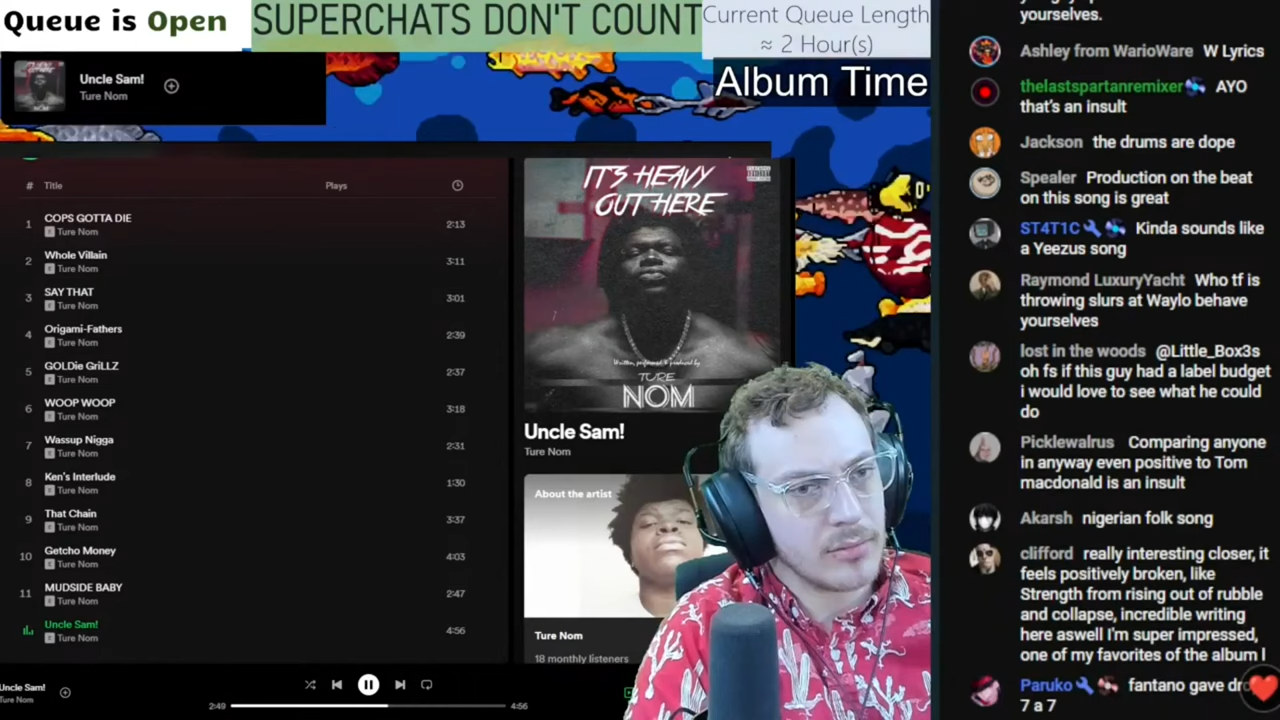 Queue is Open
SUPERCHATS DON'T COUNT
Current Queue Length
≈ 2 Hour(s)
Album Time
Uncle Sam!
Ture Nom
# Title Plays
1 COPS GOTTA DIE 2:13
E Ture Nom
2 Whole Villain 3:11
E Ture Nom
3 SAY THAT 3:01
E Ture Nom
4 Origami-Fathers 2:39
E Ture Nom
5 GOLDie GriLLZ 2:37
E Ture Nom
6 WOOP WOOP 3:18
E Ture Nom
7 Wassup Nigga 2:31
E Ture Nom
8 Ken's Interlude 1:30
E Ture Nom
9 That Chain 3:37
E Ture Nom
10 Getcho Money 4:03
E Ture Nom
11 MUDSIDE BABY 2:47
E Ture Nom
Uncle Sam! 4:56
E Ture Nom
IT'S HEAVY
OUT HERE
Written, performed & produced by
TURE
NOM
Uncle Sam!
Ture Nom
About the artist
Ture Nom
18 monthly listeners
Uncle Sam!
Ture Nom
2:49 4:56
yourselves.
Ashley from WarioWare W Lyrics
thelastspartanremixer AYO
that's an insult
Jackson the drums are dope
Spealer Production on the beat
on this song is great
ST4T1C Kinda sounds like
a Yeezus song
Raymond LuxuryYacht Who tf is
throwing slurs at Waylo behave
yourselves
lost in the woods @Little_Box3s
oh fs if this guy had a label budget
i would love to see what he could
do
Picklewalrus Comparing anyone
in anyway even positive to Tom
macdonald is an insult
Akarsh nigerian folk song
clifford really interesting closer, it
feels positively broken, like
Strength from rising out of rubble
and collapse, incredible writing
here aswell I'm super impressed,
one of my favorites of the album I
Paruko fantano gave
7 a 7